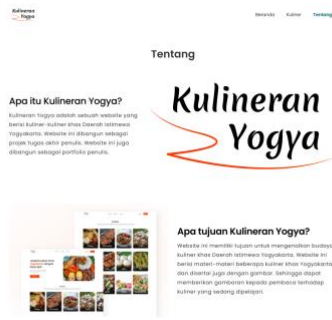 Kulineran
Yogya
Beranda Kuliner Tentang
Tentang
Apa itu Kulineran Yogya?
Kulineran Yogya adalah sebuah website yang
berisi kuliner-kuliner khas Daerah Istimewa
Yogyakarta. Website ini dibangun sebagai
projek tugas akhir penulis. Website ini juga
dibangun sebagai portfolio penulis.
Kulineran
Yogya
Apa tujuan Kulineran Yogya?
Website ini memiliki tujuan untuk mengenalkan budaya
kuliner khas Daerah Istimewa Yogyakarta. Website ini
berisi materi-materi beberapa kuliner khas Yogyakarta
dan disertai juga dengan gambar. Sehingga dapat
memberikan gambaran kepada pembaca terhadap
kuliner yang sedang dipelajari.